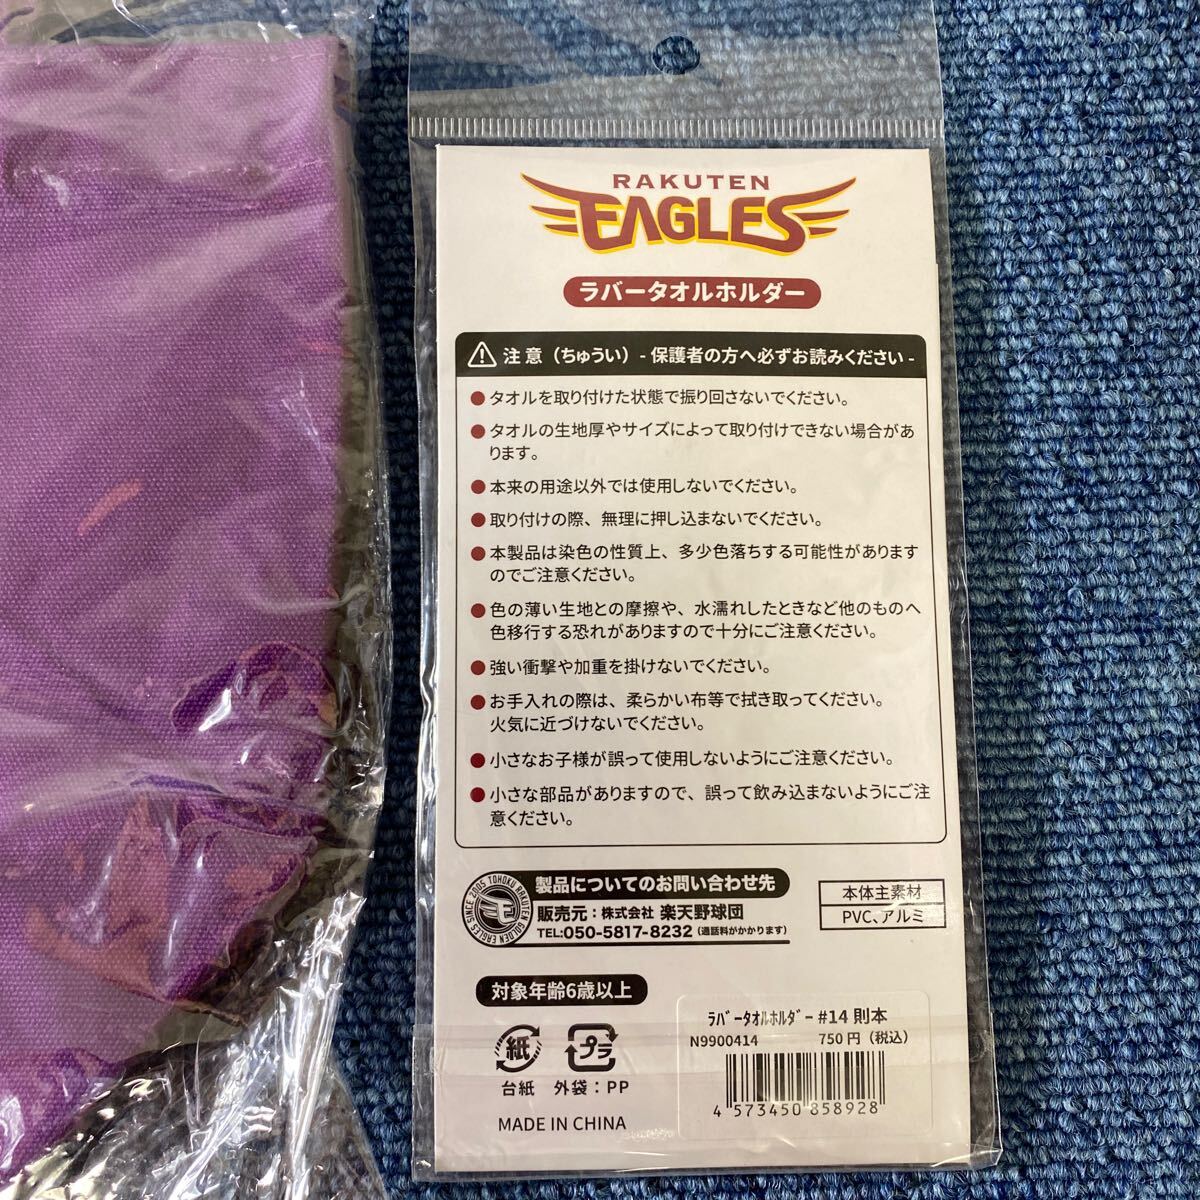 RAKUTEN
EAGLES
ラバータオルホルダー
注意（ちゅうい）- 保護者の方へ必ずお読みください -
●タオルを取り付けた状態で振り回さないでください。
●タオルの生地厚やサイズによって取り付けできない場合があ
ります。
●本来の用途以外では使用しないでください。
●取り付けの際、無理に押し込まないでください。
●本製品は染色の性質上、多少色落ちする可能性があります
のでご注意ください。
●色の薄い生地との摩擦や、水濡れしたときなど他のものへ
色移行する恐れがありますので十分にご注意ください。
●強い衝撃や加重を掛けないでください。
●お手入れの際は、柔らかい布等で拭き取ってください。
火気に近づけないでください。
●小さなお子様が誤って使用しないようにご注意ください。
●小さな部品がありますので、誤って飲み込まないようにご注
意ください。
SINCE 2005 TOHOKU RAKUTEN GOLDEN EAGLES
E
製品についてのお問い合わせ先
販売元：株式会社 楽天野球団
TEL:050-5817-8232（通話料がかかります）
本体主素材
PVC、アルミ
対象年齢6歳以上
紙 プラ
台紙 外袋：PP
MADE IN CHINA
ﾗﾊﾞｰﾀｵﾙﾎﾙﾀﾞｰ#14 則本
N9900414 750円（税込）
4 573450 858928